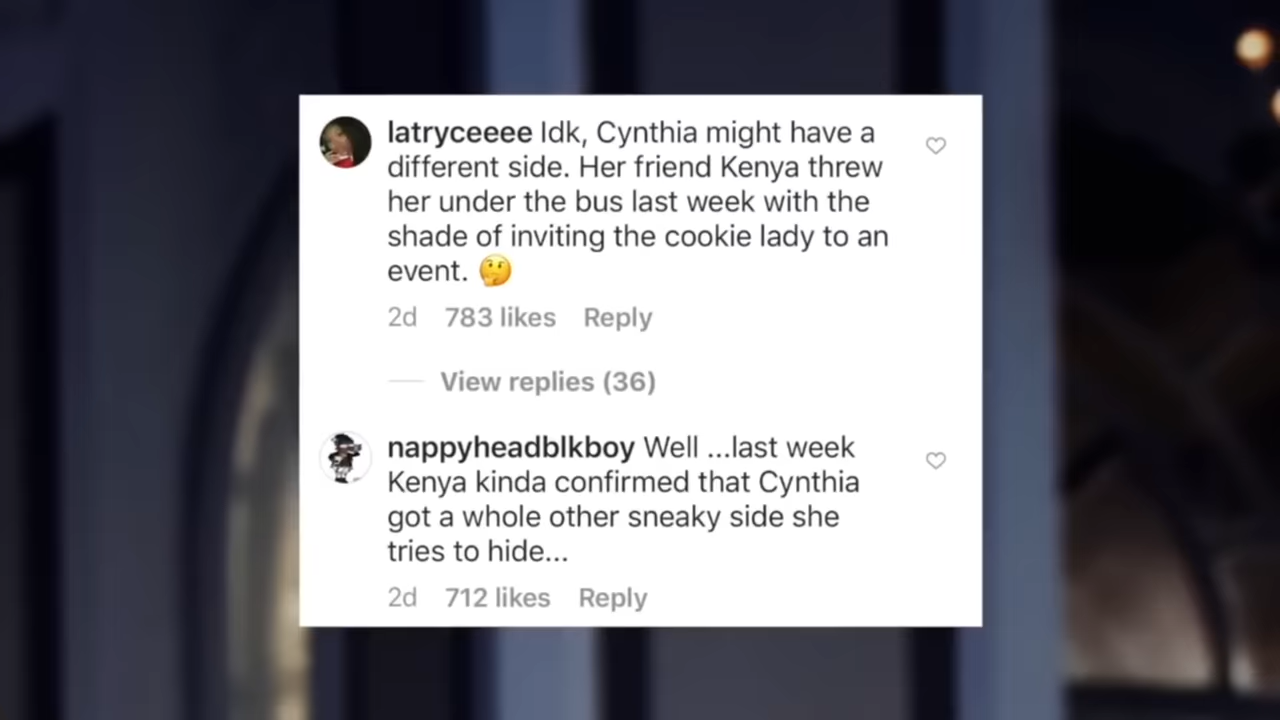 latryceeee Idk, Cynthia might have a
different side. Her friend Kenya threw
her under the bus last week with the
shade of inviting the cookie lady to an
event. 🤔
2d 783 likes Reply
View replies (36)
nappyheadblkboy Well ...last week
Kenya kinda confirmed that Cynthia
got a whole other sneaky side she
tries to hide...
2d 712 likes Reply